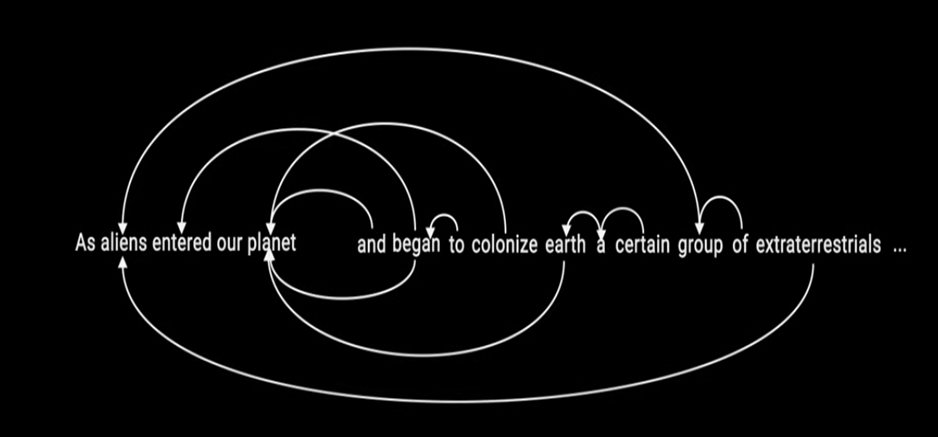 As aliens entered our planet and began to colonize earth a certain group of extraterrestrials ...